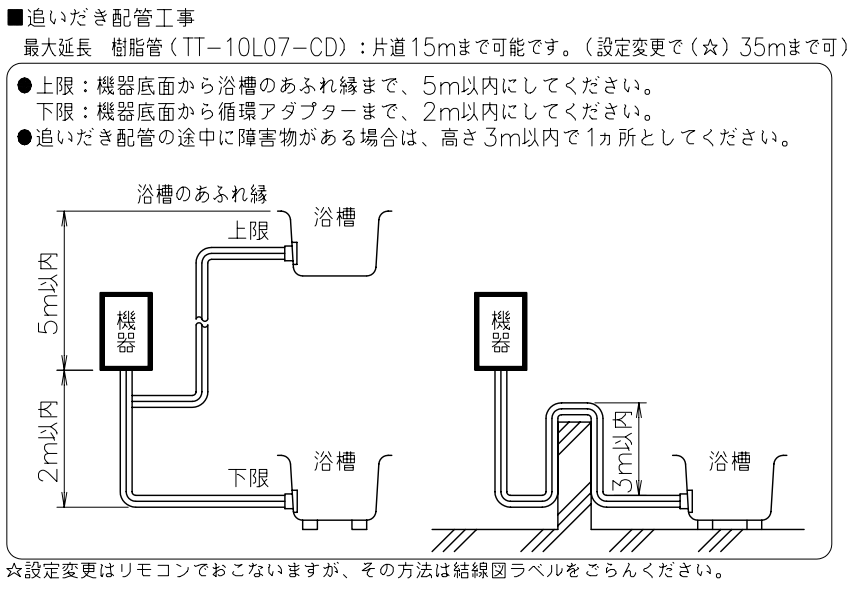 ■追いだき配管工事
最大延長 樹脂管(TT-10L07-CD):片道15mまで可能です。(設定変更で(☆)35mまで可)
●上限:機器底面から浴槽のあふれ縁まで、5m以内にしてください。
下限:機器底面から循環アダプターまで、2m以内にしてください。
●追いだき配管の途中に障害物がある場合は、高さ3m以内で1ヵ所としてください。
浴槽のあふれ縁
浴槽
上限
5m以内
機器
機器
2m以内
3m以内
下限
浴槽
浴槽
☆設定変更はリモコンでおこないますが、その方法は結線図ラベルをごらんください。